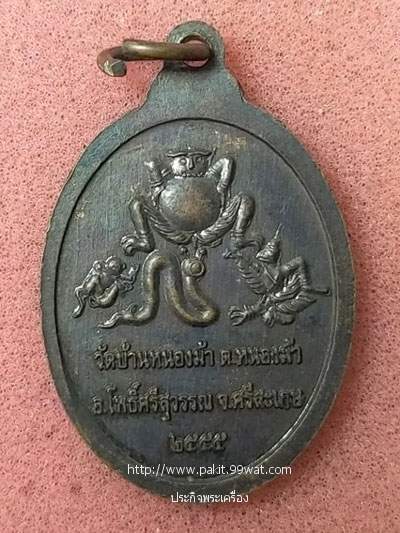 วัดบ้านหนองม้า ต.หนองม้า
อ.โพธิ์ศรีสุวรรณ จ.ศรีสะเกษ
๒๕๕๕
http://www.pakit.99wat.com
ประกิจพระเครื่อง